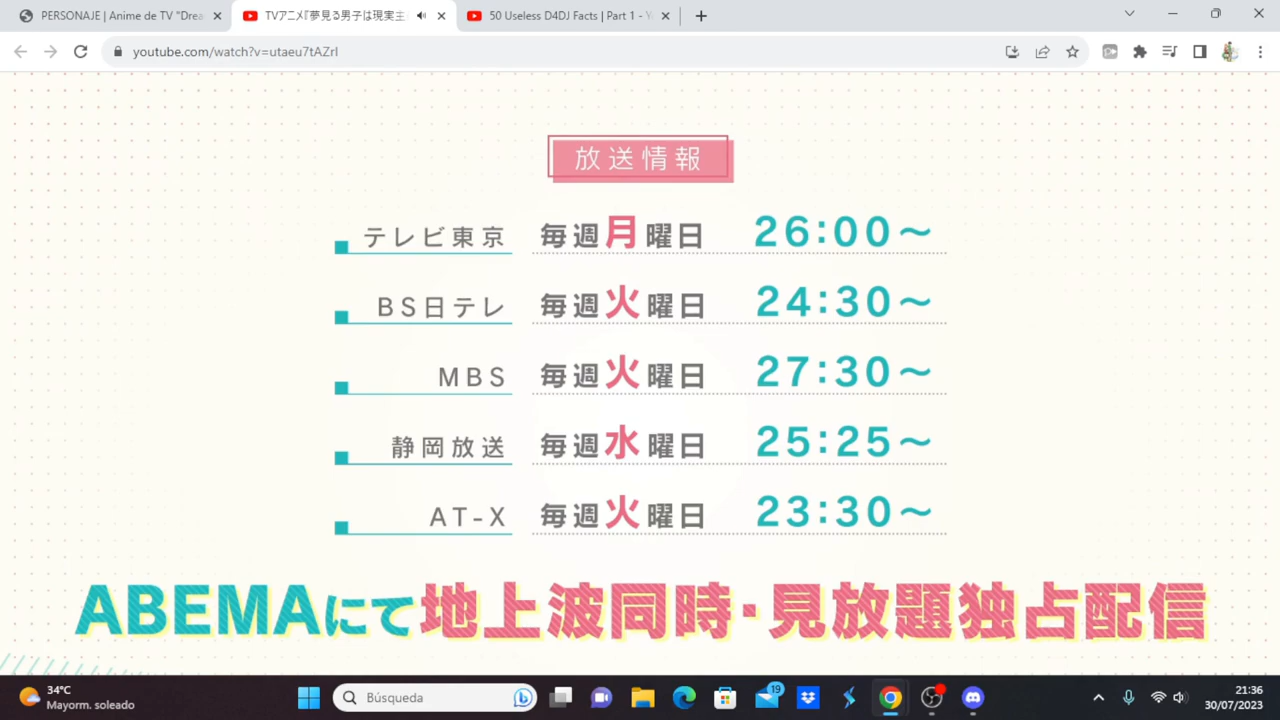 PERSONAJE | Anime de TV "Drea
TVアニメ『夢見る男子は現実主
50 Useless D4DJ Facts | Part 1 - Y
youtube.com/watch?v=utaeu7tAZrI
放送情報
テレビ東京 毎週月曜日 26:00～
BS日テレ 毎週火曜日 24:30～
MBS 毎週火曜日 27:30～
静岡放送 毎週水曜日 25:25～
AT-X 毎週火曜日 23:30～
ABEMAにて地上波同時・見放題独占配信
34°C
Mayorm. soleado
Búsqueda
19
21:36
30/07/2023